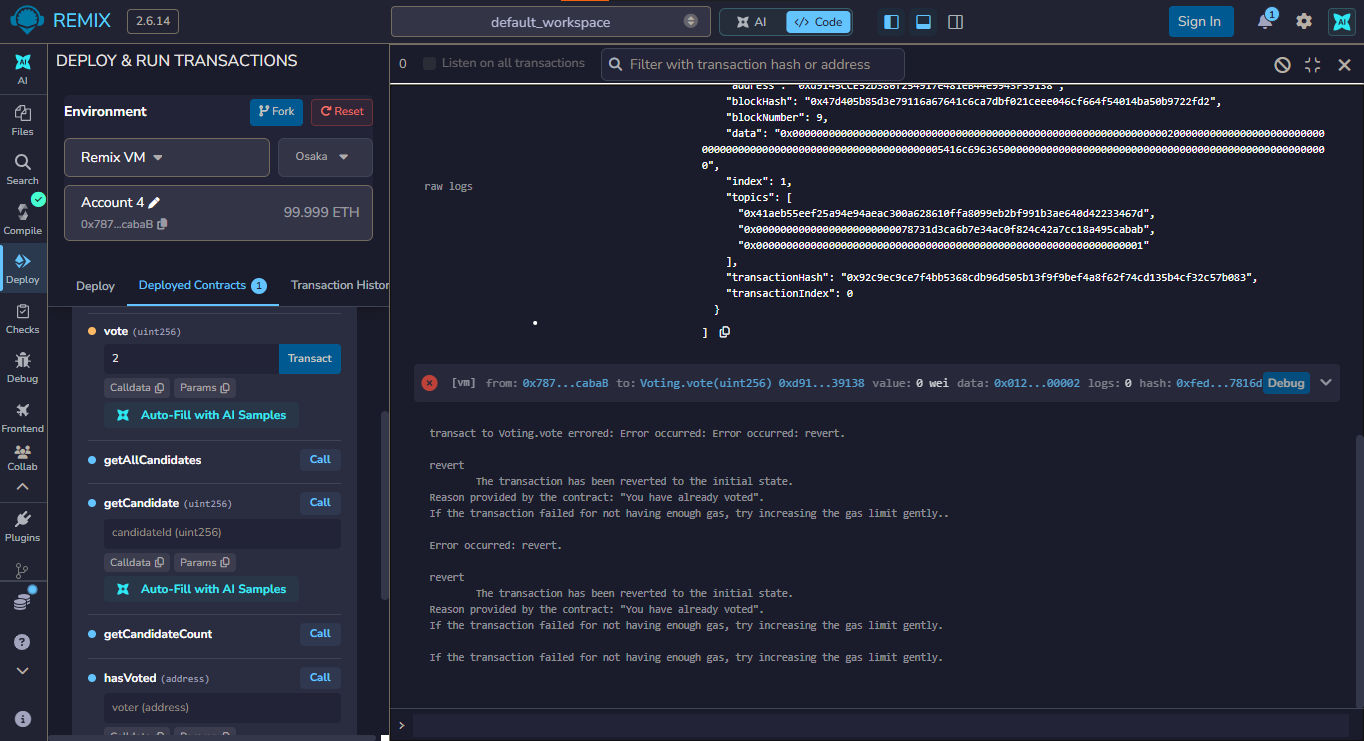 REMIX 2.6.14 default_workspace AI </> Code Sign In 1 AI
AI
Files
Search
Compile
Deploy
Checks
Debug
Frontend
Collab
Plugins
DEPLOY & RUN TRANSACTIONS
Environment Fork Reset
Remix VM Osaka
Account 4 99.999 ETH
0x787...cabaB
Deploy Deployed Contracts 1 Transaction Histor
vote (uint256)
2 Transact
Calldata Params
Auto-Fill with AI Samples
getAllCandidates Call
getCandidate (uint256) Call
candidateId (uint256)
Calldata Params
Auto-Fill with AI Samples
getCandidateCount Call
hasVoted (address) Call
voter (address)
Calldata Params
0 Listen on all transactions Filter with transaction hash or address
"blockHash": "0x47d405b85d3e79116a67641c6ca7dbf021ceee046cf664f54014ba50b9722fd2",
"blockNumber": 9,
raw logs
"index": 1,
"topics": [
"0x41aeb55eef25a94e94aeac300a628610ffa8099eb2bf991b3ae640d42233467d",
"0x00000000000000000000000078731d3ca6b7e34ac0f824c42a7cc18a495cabab",
"0x0000000000000000000000000000000000000000000000000000000000000001"
],
"transactionHash": "0x92c9ec9ce7f4bb5368cdb96d505b13f9f9bef4a8f62f74cd135b4cf32c57b083",
"transactionIndex": 0
}
]
[vm] from: 0x787...cabaB to: Voting.vote(uint256) 0xd91...39138 value: 0 wei data: 0x012...00002 logs: 0 hash: 0xfed...7816d Debug
transact to Voting.vote errored: Error occurred: Error occurred: revert.
revert
The transaction has been reverted to the initial state.
Reason provided by the contract: "You have already voted".
If the transaction failed for not having enough gas, try increasing the gas limit gently..
Error occurred: revert.
revert
The transaction has been reverted to the initial state.
Reason provided by the contract: "You have already voted".
If the transaction failed for not having enough gas, try increasing the gas limit gently.
If the transaction failed for not having enough gas, try increasing the gas limit gently.
>